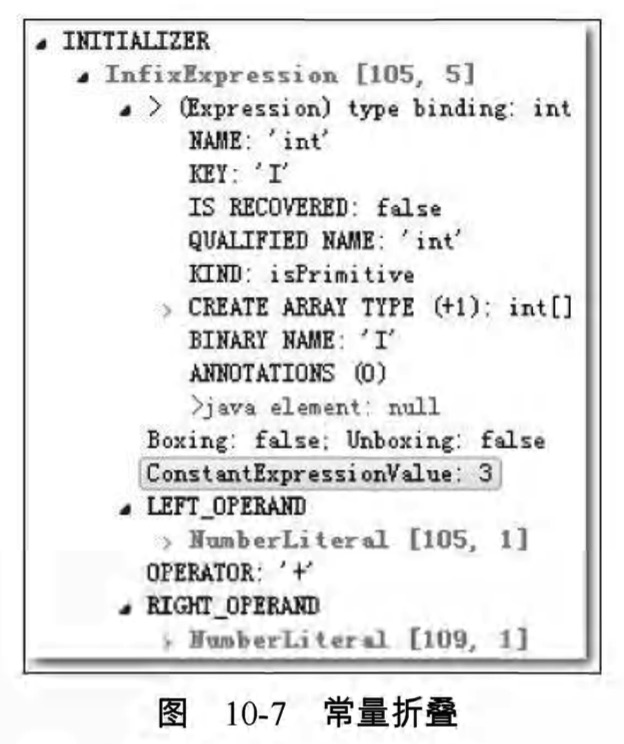 INITIALIZER
InfixExpression [105, 5]
> (Expression) type binding: int
NAME: 'int'
KEY: 'I'
IS RECOVERED: false
QUALIFIED NAME: 'int'
KIND: isPrimitive
> CREATE ARRAY TYPE (+1): int[]
BINARY NAME: 'I'
ANNOTATIONS (0)
>java element: null
Boxing: false; Unboxing: false
ConstantExpressionValue: 3
LEFT_OPERAND
> NumberLiteral [105, 1]
OPERATOR: '+'
RIGHT_OPERAND
> NumberLiteral [109, 1]
图 10-7 常量折叠